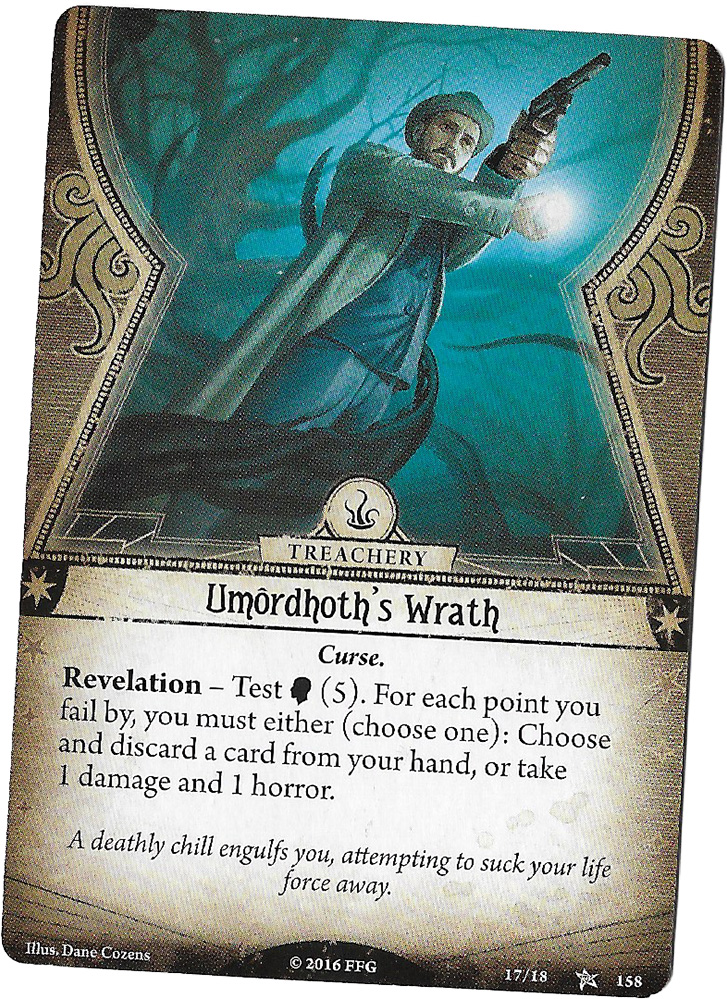 TREACHERY
Umôrdhoth's Wrath
Curse.
Revelation – Test (5). For each point you
fail by, you must either (choose one): Choose
and discard a card from your hand, or take
1 damage and 1 horror.
A deathly chill engulfs you, attempting to suck your life
force away.
Illus. Dane Cozens
© 2016 FFG
17/18
158